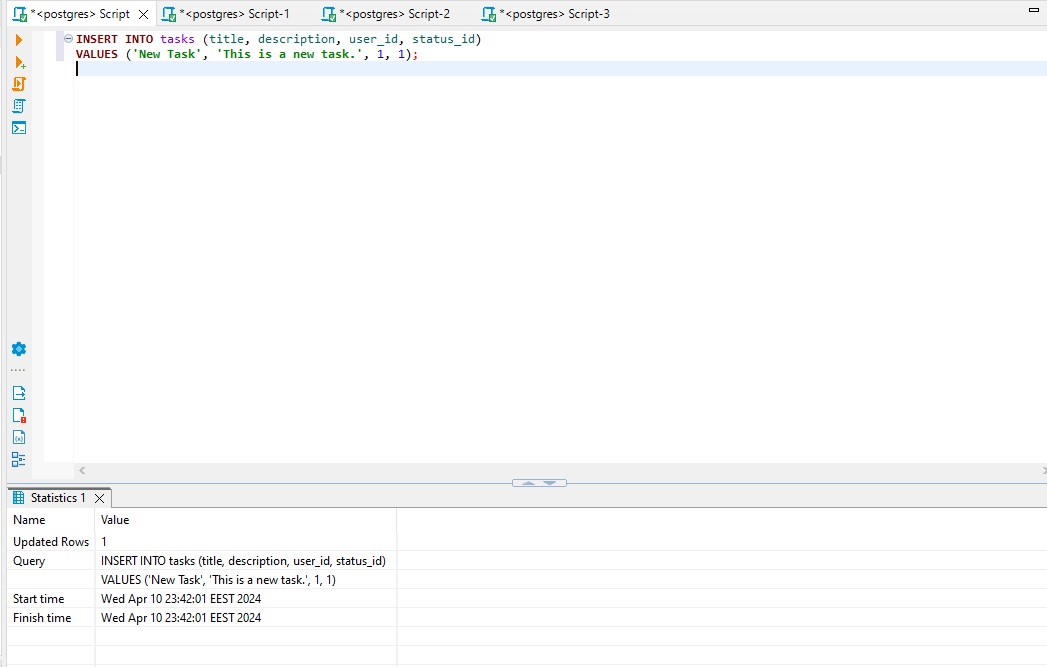 *<postgres> Script
*<postgres> Script-1
*<postgres> Script-2
*<postgres> Script-3
INSERT INTO tasks (title, description, user_id, status_id)
VALUES ('New Task', 'This is a new task.', 1, 1);
Statistics 1
Name Value
Updated Rows 1
Query INSERT INTO tasks (title, description, user_id, status_id)
VALUES ('New Task', 'This is a new task.', 1, 1)
Start time Wed Apr 10 23:42:01 EEST 2024
Finish time Wed Apr 10 23:42:01 EEST 2024